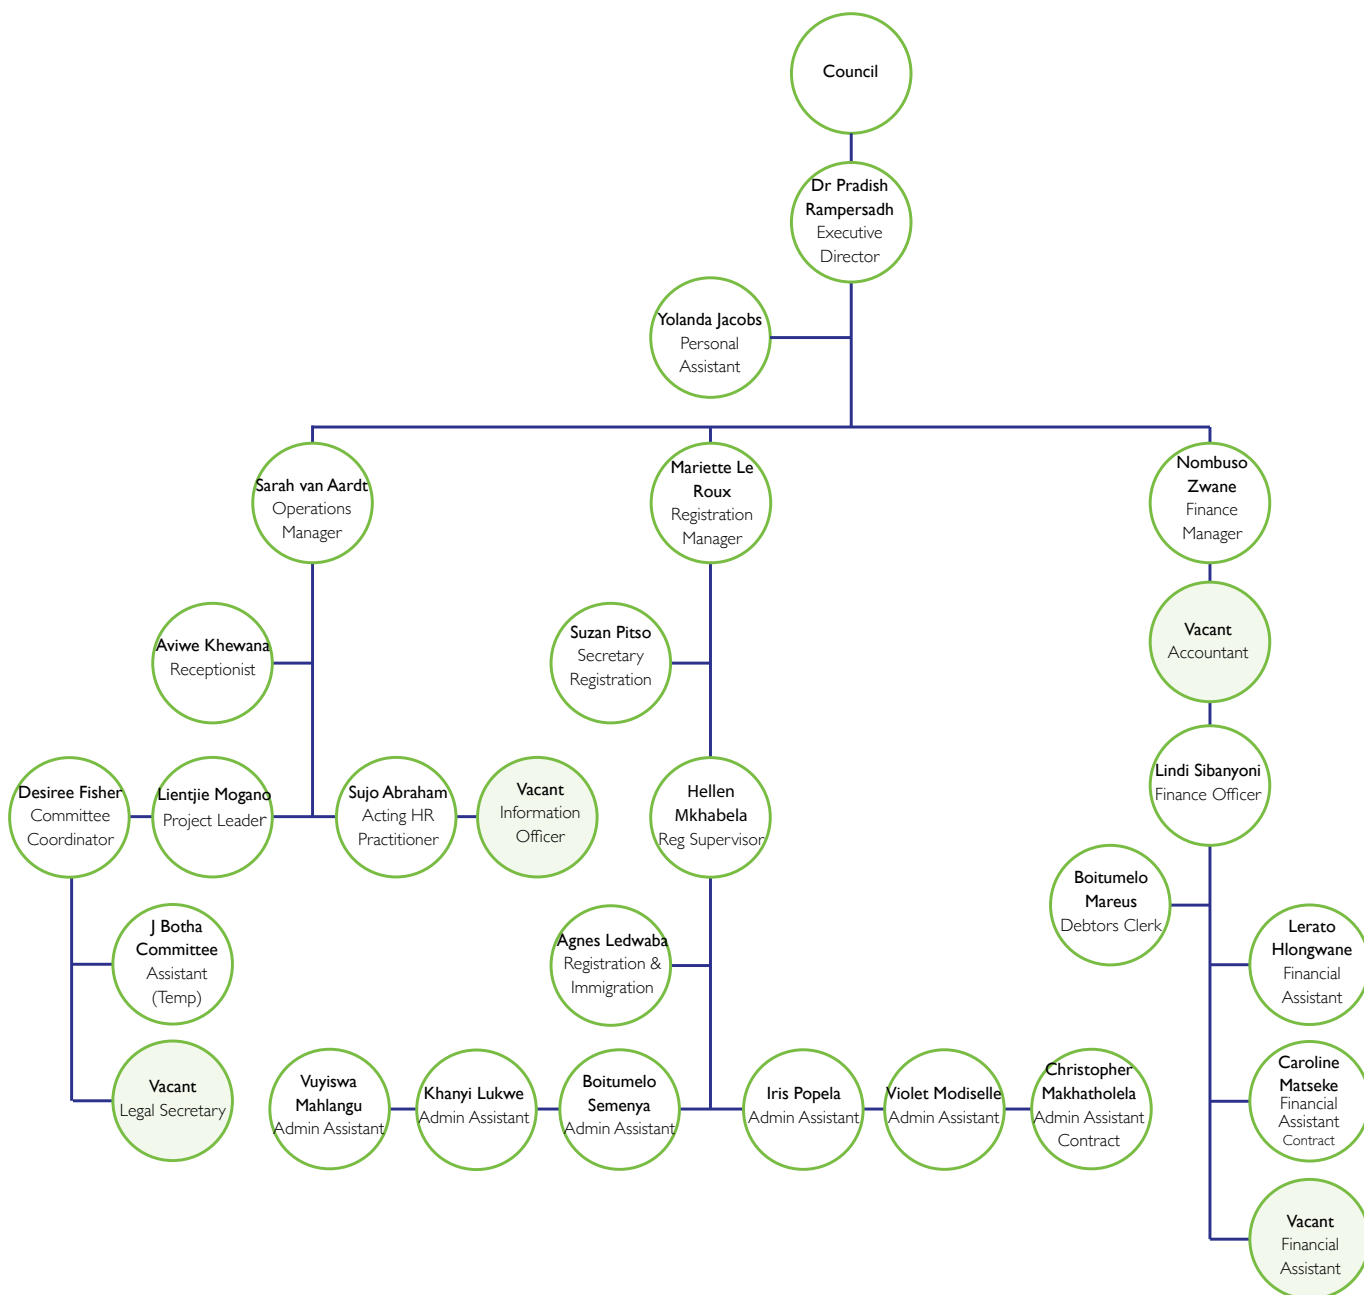 Council
Dr Pradish
Rampersadh
Executive
Director
Yolanda Jacobs
Personal
Assistant
Sarah van Aardt
Operations
Manager
Mariette Le
Roux
Registration
Manager
Nombuso
Zwane
Finance
Manager
Aviwe Khewana
Receptionist
Suzan Pitso
Secretary
Registration
Vacant
Accountant
Desiree Fisher
Committee
Coordinator
Lientjie Mogano
Project Leader
Sujo Abraham
Acting HR
Practitioner
Vacant
Information
Officer
Hellen
Mkhabela
Reg Supervisor
Lindi Sibanyoni
Finance Officer
J Botha
Committee
Assistant
(Temp)
Agnes Ledwaba
Registration &
Immigration
Boitumelo
Mareus
Debtors Clerk
Lerato
Hlongwane
Financial
Assistant
Vacant
Legal Secretary
Vuyiswa
Mahlangu
Admin Assistant
Khanyi Lukwe
Admin Assistant
Boitumelo
Semenya
Admin Assistant
Iris Popela
Admin Assistant
Violet Modiselle
Admin Assistant
Christopher
Makhatholela
Admin Assistant
Contract
Caroline
Matseke
Financial
Assistant
Contract
Vacant
Financial
Assistant